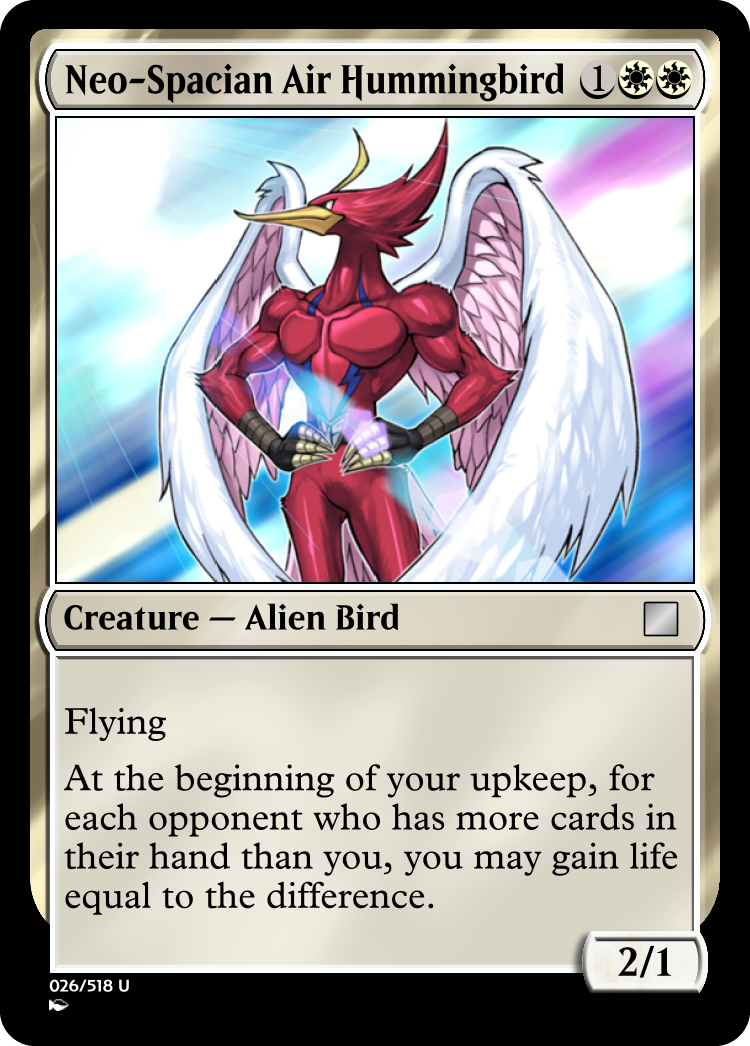 Neo-Spacian Air Hummingbird 1
Creature — Alien Bird
Flying
At the beginning of your upkeep, for
each opponent who has more cards in
their hand than you, you may gain life
equal to the difference.
2/1
026/518 U